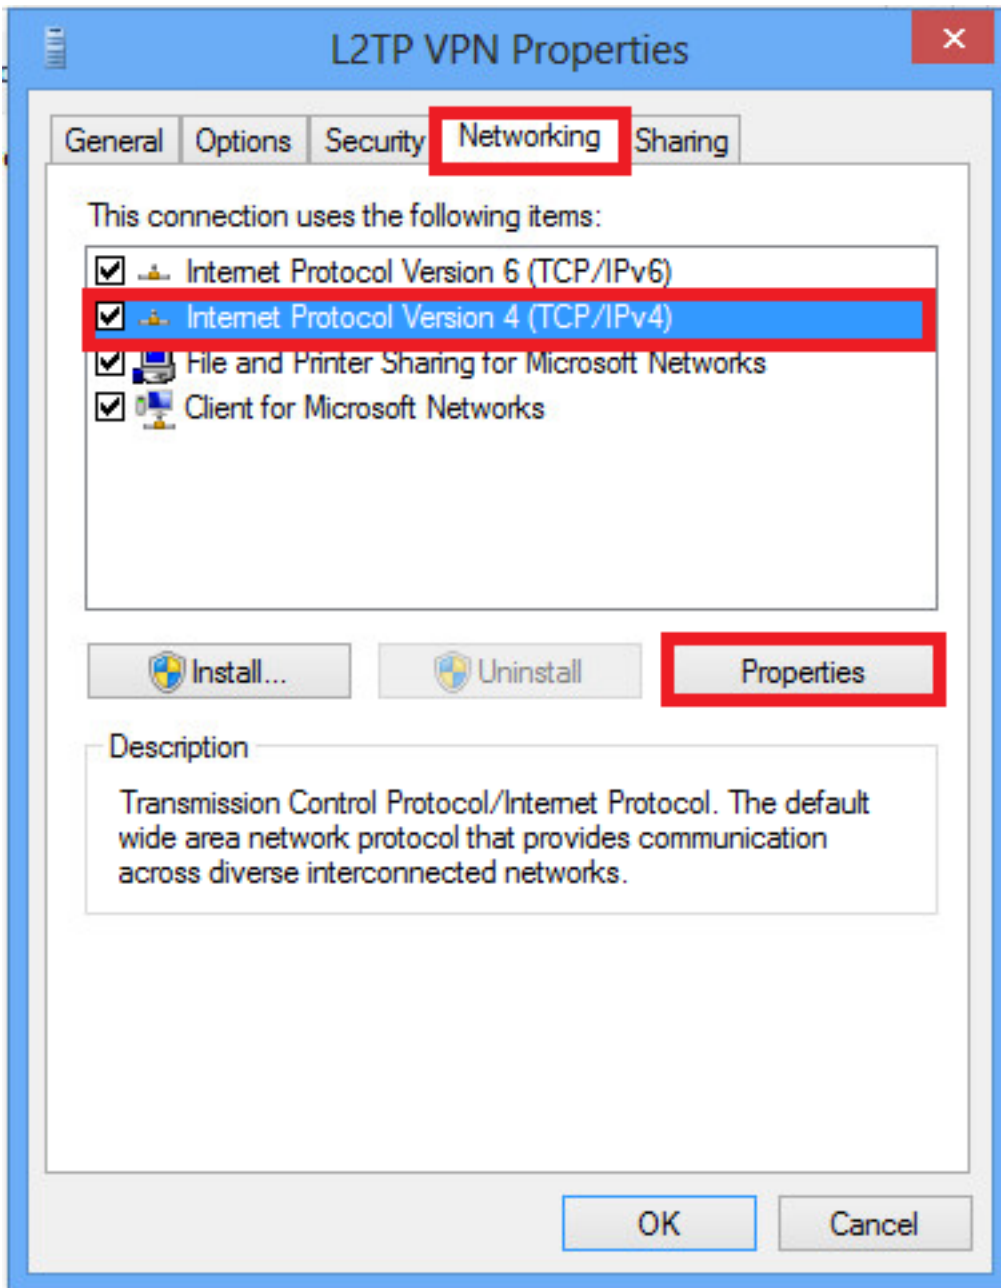 L2TP VPN Properties
General Options Security Networking Sharing
This connection uses the following items:
Internet Protocol Version 6 (TCP/IPv6)
Internet Protocol Version 4 (TCP/IPv4)
File and Printer Sharing for Microsoft Networks
Client for Microsoft Networks
Install... Uninstall Properties
Description
Transmission Control Protocol/Internet Protocol. The default
wide area network protocol that provides communication
across diverse interconnected networks.
OK Cancel